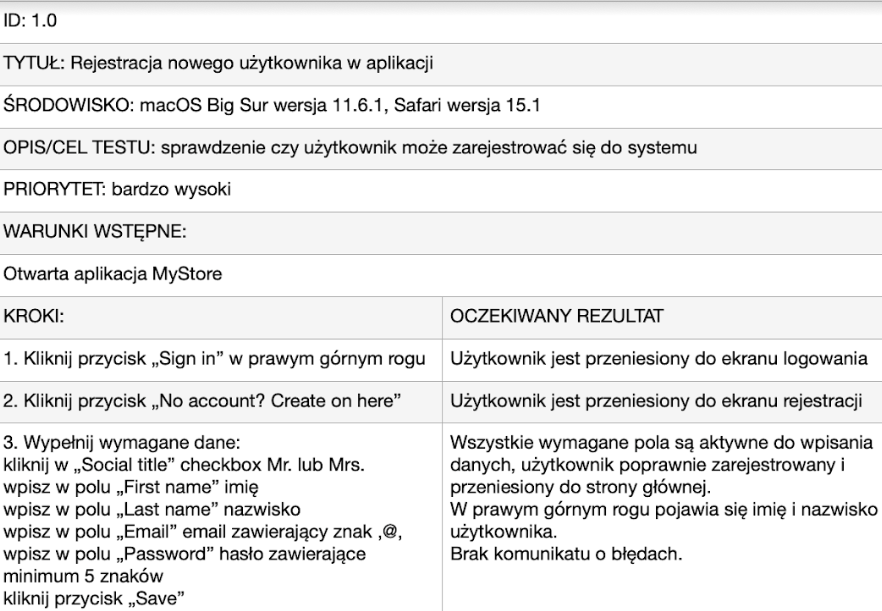 ID: 1.0
TYTUŁ: Rejestracja nowego użytkownika w aplikacji
ŚRODOWISKO: macOS Big Sur wersja 11.6.1, Safari wersja 15.1
OPIS/CEL TESTU: sprawdzenie czy użytkownik może zarejestrować się do systemu
PRIORYTET: bardzo wysoki
WARUNKI WSTĘPNE:
Otwarta aplikacja MyStore
KROKI:
OCZEKIWANY REZULTAT
1. Kliknij przycisk „Sign in” w prawym górnym rogu
Użytkownik jest przeniesiony do ekranu logowania
2. Kliknij przycisk „No account? Create on here”
Użytkownik jest przeniesiony do ekranu rejestracji
3. Wypełnij wymagane dane:
kliknij w „Social title” checkbox Mr. lub Mrs.
wpisz w polu „First name” imię
wpisz w polu „Last name” nazwisko
wpisz w polu „Email” email zawierający znak ‚@‚
wpisz w polu „Password” hasło zawierające
minimum 5 znaków
kliknij przycisk „Save”
Wszystkie wymagane pola są aktywne do wpisania
danych, użytkownik poprawnie zarejestrowany i
przeniesiony do strony głównej.
W prawym górnym rogu pojawia się imię i nazwisko
użytkownika.
Brak komunikatu o błędach.